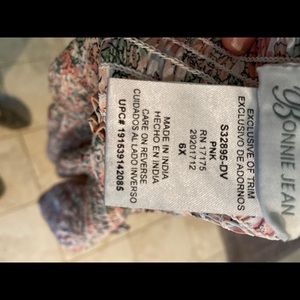 BONNIE JEAN
EXCLUSIVE OF TRIM
EXCLUSIVO DE ADORNOS
S32895-DV
PNK
RN 17175
29201712
6X
MADE IN INDIA
HECHO EN INDIA
CARE ON REVERSE
CUIDADOS AL LADO INVERSO
UPC# 191539142085